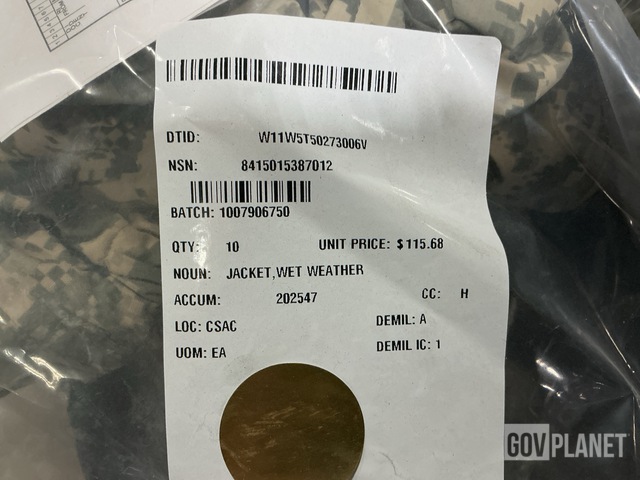 DTID: W11W5T50273006V
NSN: 8415015387012
BATCH: 1007906750
QTY: 10 UNIT PRICE: $115.68
NOUN: JACKET,WET WEATHER
ACCUM: 202547 CC: H
LOC: CSAC DEMIL: A
UOM: EA DEMIL IC: 1
GOVPLANET